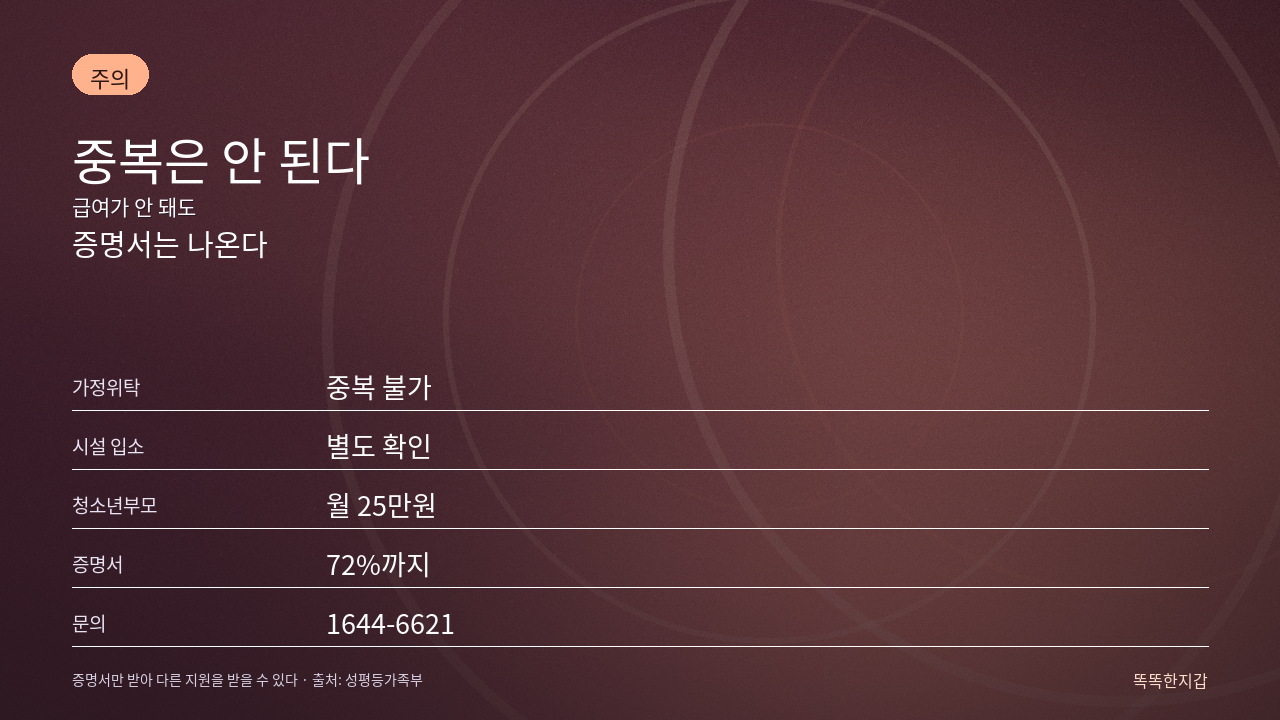 주의
중복은 안 된다
급여가 안 돼도
증명서는 나온다
가정위탁 중복 불가
시설 입소 별도 확인
청소년부모 월 25만원
증명서 72%까지
문의 1644-6621
증명서만 받아 다른 지원을 받을 수 있다 · 출처: 성평등가족부
똑똑한지갑